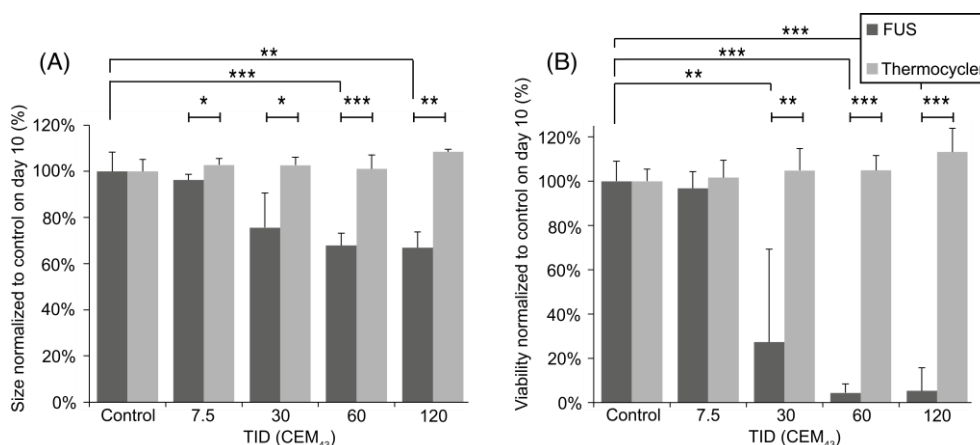 (A)
Size normalized to control on day 10 (%)
120%
100%
80%
60%
40%
20%
0%
**
***
* * *** **
Control 7.5 30 60 120
TID (CEM₄₃)
(B)
Viability normalized to control on day 10 (%)
120%
100%
80%
60%
40%
20%
0%
***
***
**
** *** ***
Control 7.5 30 60 120
TID (CEM₄₃)
FUS
Thermocycler